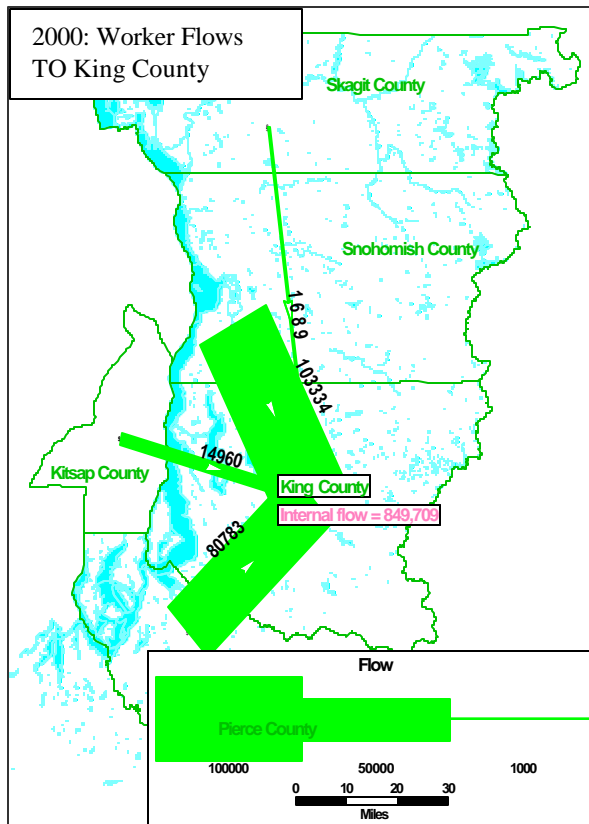 2000: Worker Flows
TO King County
Skagit County
Snohomish County
1689
103334
14960
Kitsap County
King County
Internal flow = 849,709
80783
Flow
Pierce County
100000 50000 1000
0 10 20 30
Miles